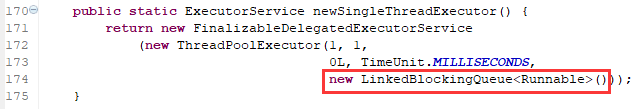 170 public static ExecutorService newSingleThreadExecutor() {
171 return new FinalizableDelegatedExecutorService
172 (new ThreadPoolExecutor(1, 1,
173 0L, TimeUnit.MILLISECONDS,
174 new LinkedBlockingQueue<Runnable>()));
175 }